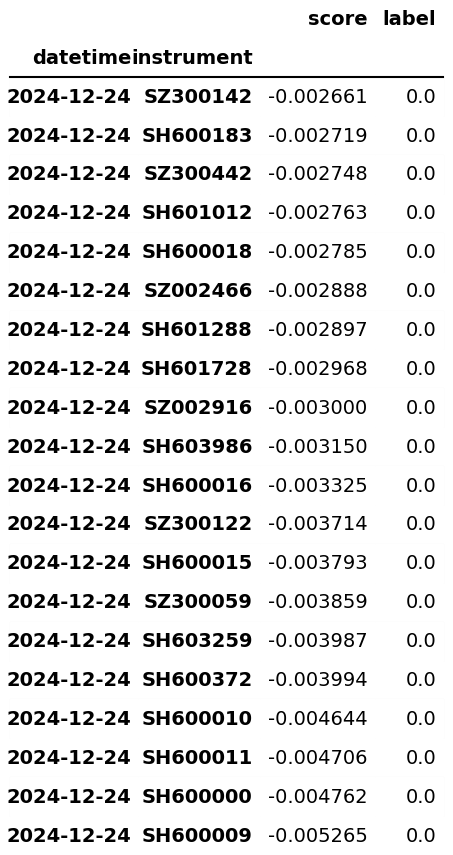 score label
datetime instrument
2024-12-24 SZ300142 -0.002661 0.0
2024-12-24 SH600183 -0.002719 0.0
2024-12-24 SZ300442 -0.002748 0.0
2024-12-24 SH601012 -0.002763 0.0
2024-12-24 SH600018 -0.002785 0.0
2024-12-24 SZ002466 -0.002888 0.0
2024-12-24 SH601288 -0.002897 0.0
2024-12-24 SH601728 -0.002968 0.0
2024-12-24 SZ002916 -0.003000 0.0
2024-12-24 SH603986 -0.003150 0.0
2024-12-24 SH600016 -0.003325 0.0
2024-12-24 SZ300122 -0.003714 0.0
2024-12-24 SH600015 -0.003793 0.0
2024-12-24 SZ300059 -0.003859 0.0
2024-12-24 SH603259 -0.003987 0.0
2024-12-24 SH600372 -0.003994 0.0
2024-12-24 SH600010 -0.004644 0.0
2024-12-24 SH600011 -0.004706 0.0
2024-12-24 SH600000 -0.004762 0.0
2024-12-24 SH600009 -0.005265 0.0